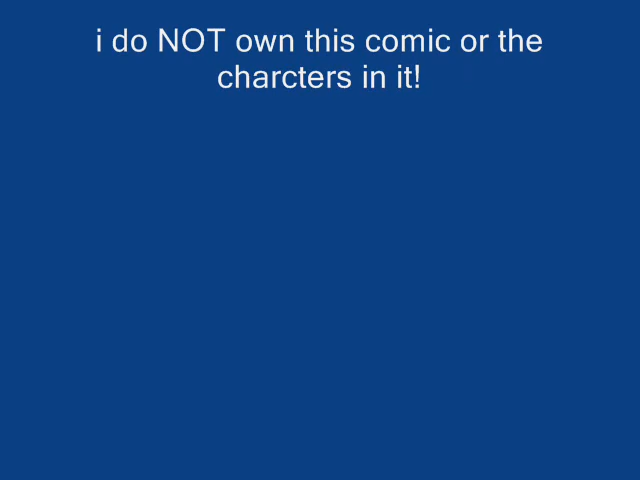 i do NOT own this comic or the
charcters in it!